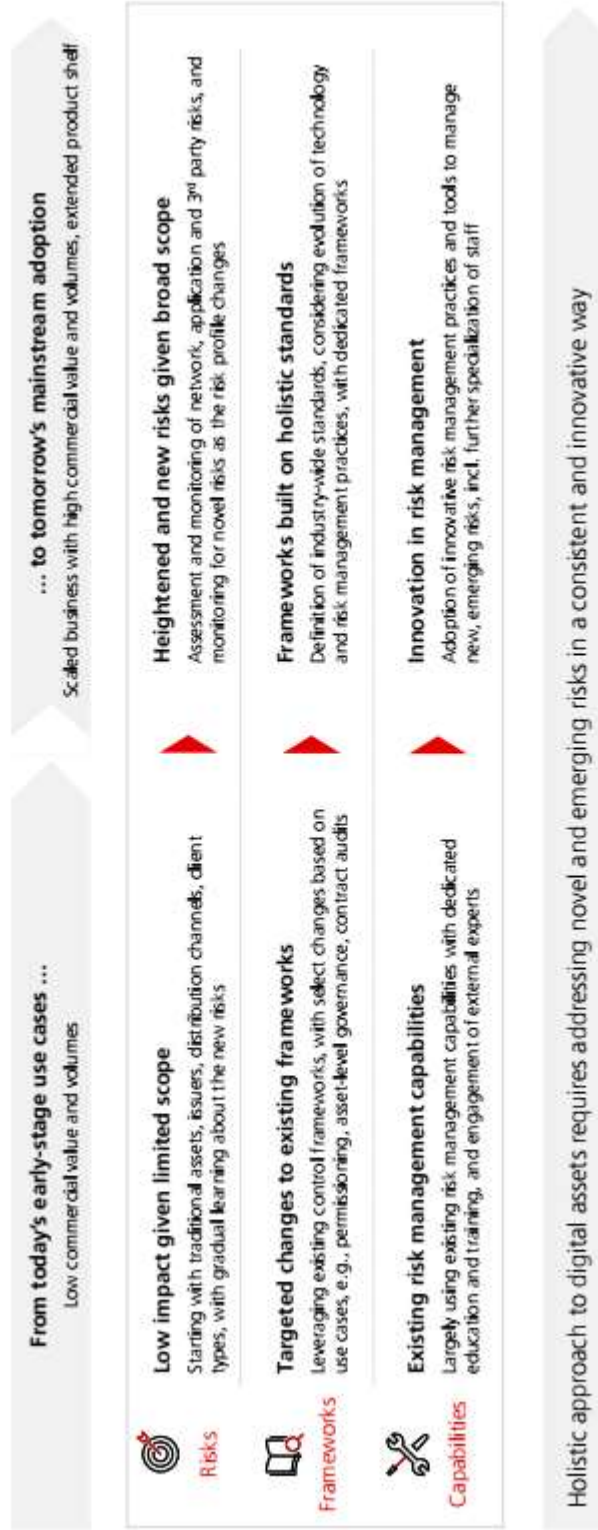 From today's early-stage use cases ...
Low commercial value and volumes
... to tomorrow's mainstream adoption
Scaled business with high commercial value and volumes, extended product shelf
Risks
Low impact given limited scope
Starting with traditional assets, issuers, distribution channels, client
types, with gradual learning about the new risks
Heightened and new risks given broad scope
Assessment and monitoring of network, application and 3rd party risks, and
monitoring for novel risks as the risk profile changes
Frameworks
Targeted changes to existing frameworks
Leveraging existing control frameworks, with select changes based on
use cases, e.g., permissioning, asset-level governance, contract audits
Frameworks built on holistic standards
Definition of industry-wide standards, considering evolution of technology
and risk management practices, with dedicated frameworks
Capabilities
Existing risk management capabilities
Largely using existing risk management capabilities with dedicated
education and training, and engagement of external experts
Innovation in risk management
Adoption of innovative risk management practices and tools to manage
new, emerging risks, incl. further specialization of staff
Holistic approach to digital assets requires addressing novel and emerging risks in a consistent and innovative way